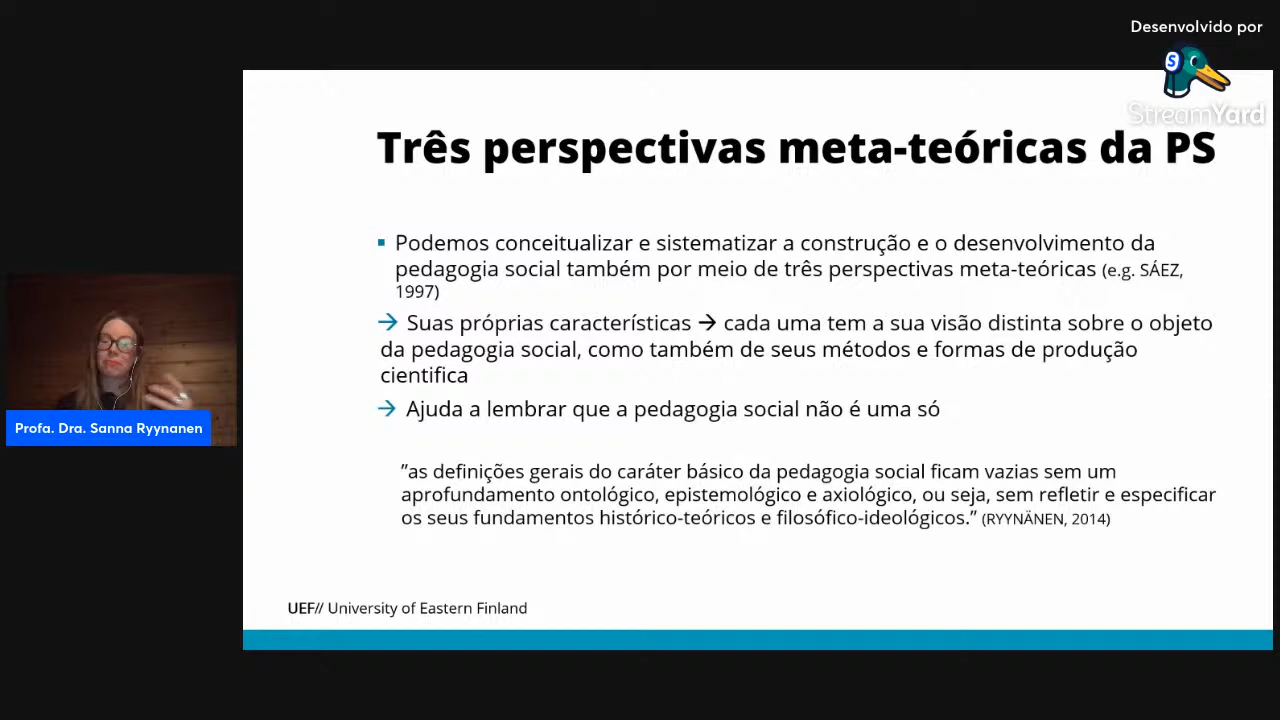 Desenvolvido por
S
StreamYard
Três perspectivas meta-teóricas da PS
▪ Podemos conceitualizar e sistematizar a construção e o desenvolvimento da
pedagogia social também por meio de três perspectivas meta-teóricas (e.g. SÁEZ,
1997)
→ Suas próprias características → cada uma tem a sua visão distinta sobre o objeto
da pedagogia social, como também de seus métodos e formas de produção
cientifica
→ Ajuda a lembrar que a pedagogia social não é uma só
”as definições gerais do caráter básico da pedagogia social ficam vazias sem um
aprofundamento ontológico, epistemológico e axiológico, ou seja, sem refletir e especificar
os seus fundamentos histórico-teóricos e filosófico-ideológicos.” (RYYNÄNEN, 2014)
Profa. Dra. Sanna Ryynanen
UEF// University of Eastern Finland